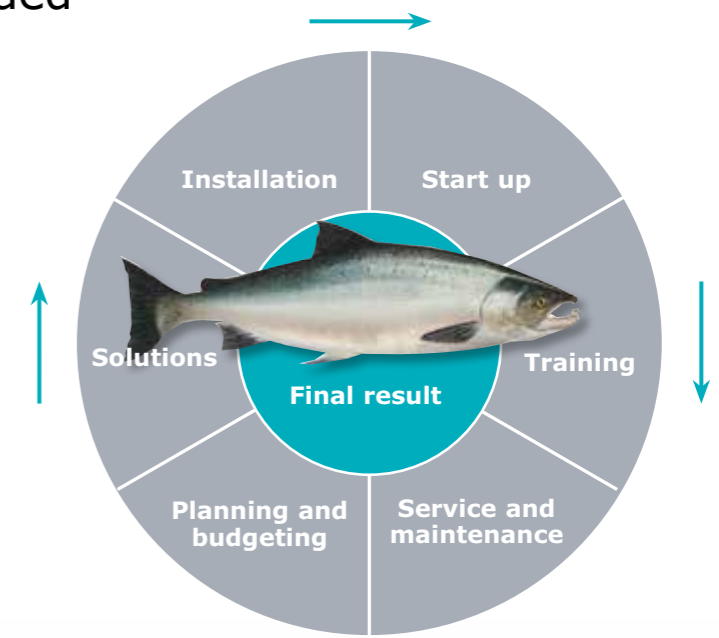 Installation
Start up
Solutions
Training
Final result
Planning and
budgeting
Service and
maintenance